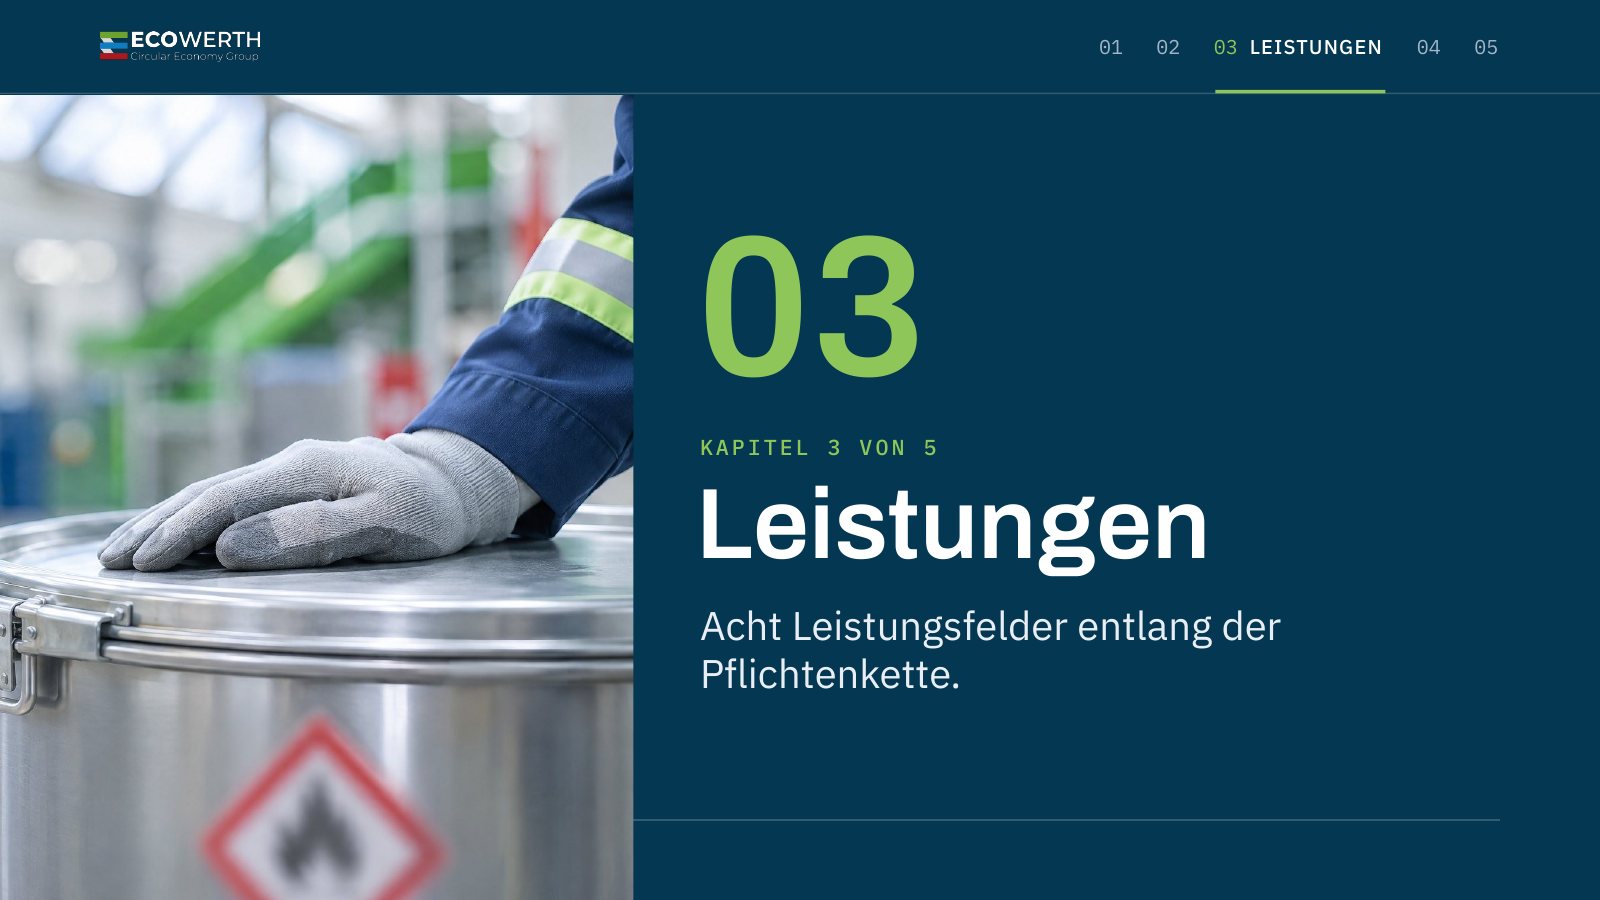 ECOWERTH
Circular Economy Group
01 02 03 LEISTUNGEN 04 05
03
KAPITEL 3 VON 5
Leistungen
Acht Leistungsfelder entlang der
Pflichtenkette.